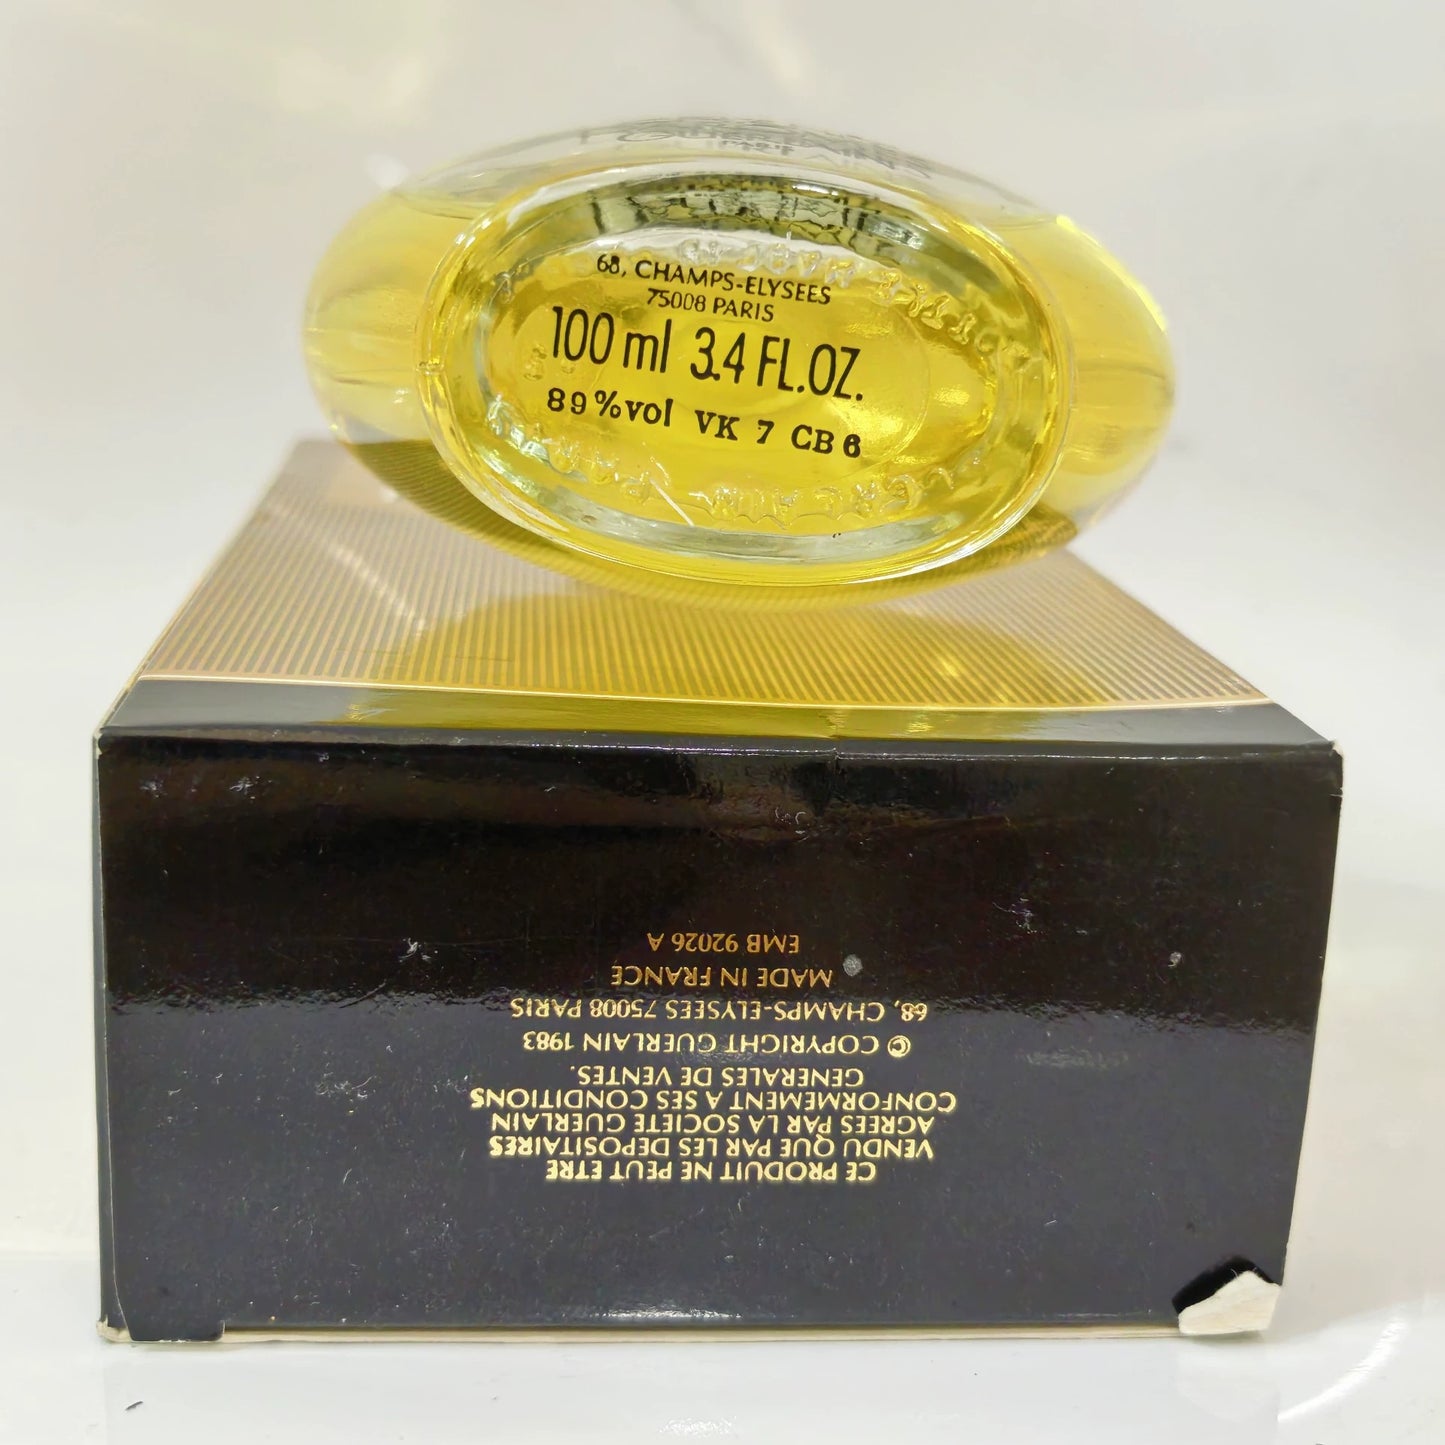 GUERLAIN
PARIS
68, CHAMPS-ELYSEES
75008 PARIS
100 ml 3.4 FL.OZ.
89%vol VK 7 CB 6
CE PRODUIT NE PEUT ETRE
VENDU QUE PAR LES DEPOSITAIRES
AGREES PAR LA SOCIETE GUERLAIN
CONFORMEMENT A SES CONDITIONS
GENERALES DE VENTES.
© COPYRIGHT GUERLAIN 1983
68, CHAMPS-ELYSEES 75008 PARIS
MADE IN FRANCE
EMB 92026 A